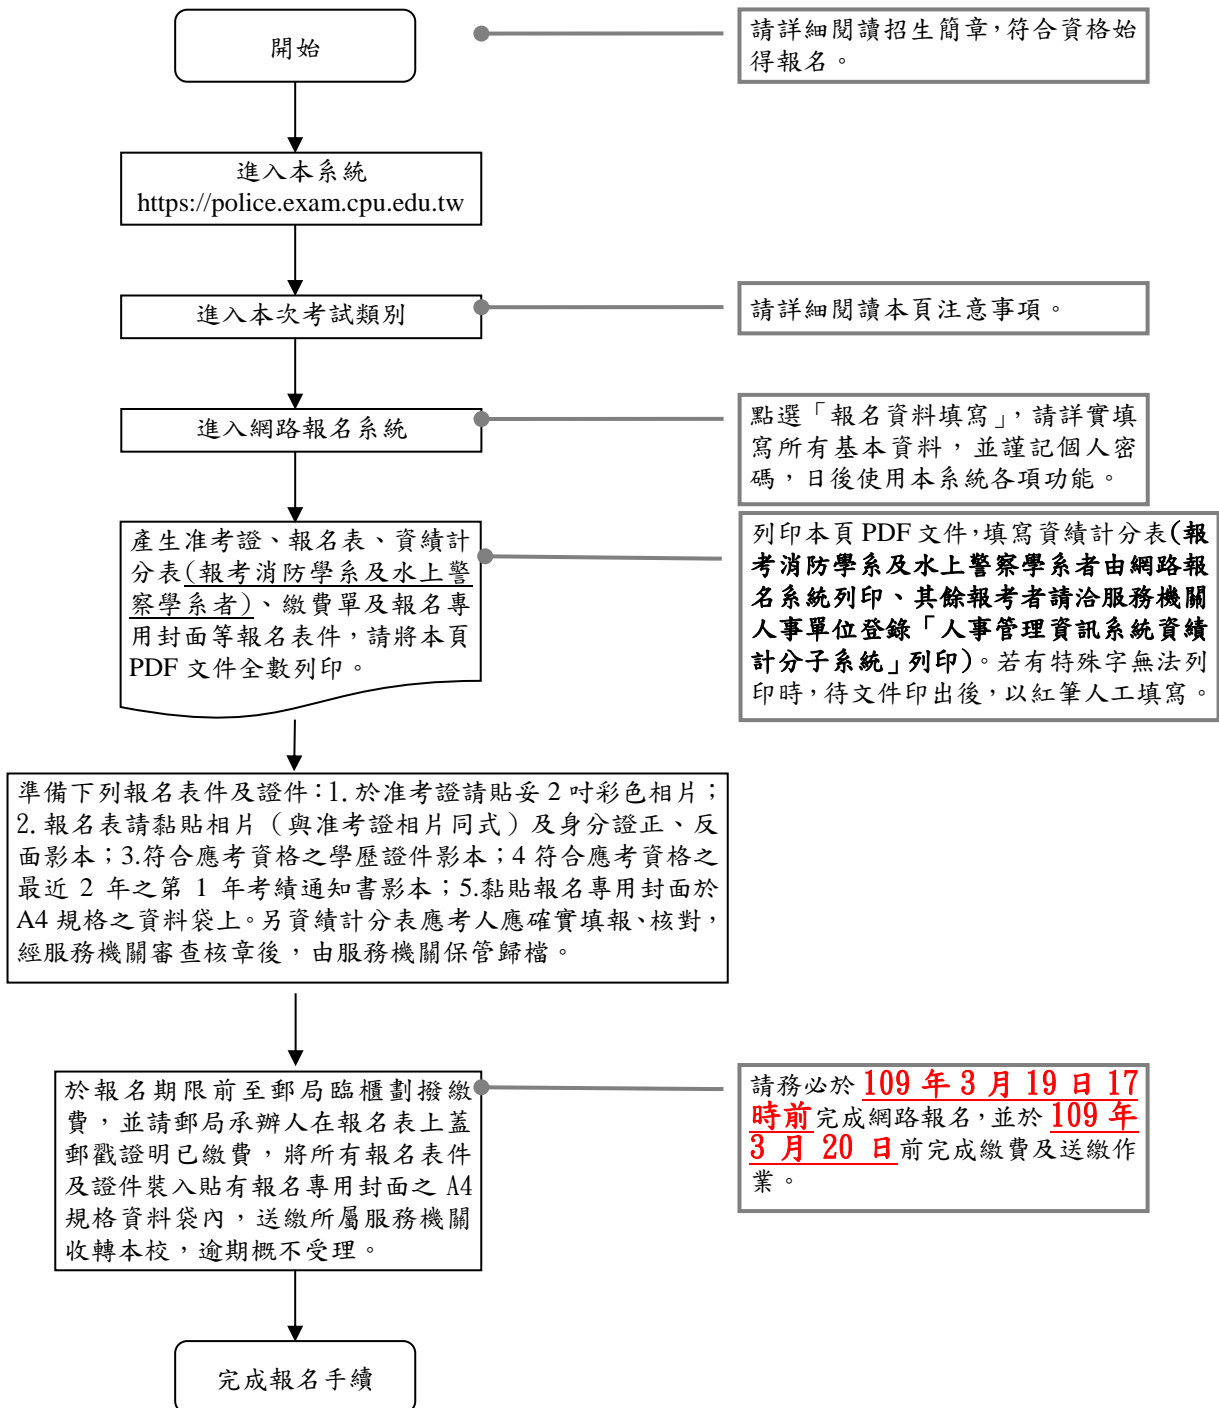 開始
請詳細閱讀招生簡章，符合資格始
得報名。
進入本系統
https://police.exam.cpu.edu.tw
進入本次考試類別
請詳細閱讀本頁注意事項。
進入網路報名系統
點選「報名資料填寫」，請詳實填
寫所有基本資料，並謹記個人密
碼，日後使用本系統各項功能。
產生准考證、報名表、資績計
分表(報考消防學系及水上警
察學系者)、繳費單及報名專
用封面等報名表件，請將本頁
PDF 文件全數列印。
列印本頁 PDF 文件，填寫資績計分表(報
考消防學系及水上警察學系者由網路報
名系統列印、其餘報考者請洽服務機關
人事單位登錄「人事管理資訊系統資績
計分子系統」列印)。若有特殊字無法列
印時，待文件印出後，以紅筆人工填寫。
準備下列報名表件及證件：1. 於准考證請貼妥 2 吋彩色相片；
2. 報名表請黏貼相片（與准考證相片同式）及身分證正、反
面影本；3.符合應考資格之學歷證件影本；4 符合應考資格之
最近 2 年之第 1 年考績通知書影本；5.黏貼報名專用封面於
A4 規格之資料袋上。另資績計分表應考人應確實填報、核對，
經服務機關審查核章後，由服務機關保管歸檔。
於報名期限前至郵局臨櫃劃撥繳
費，並請郵局承辦人在報名表上蓋
郵戳證明已繳費，將所有報名表件
及證件裝入貼有報名專用封面之 A4
規格資料袋內，送繳所屬服務機關
收轉本校，逾期概不受理。
請務必於 109 年 3 月 19 日 17
時前完成網路報名，並於 109 年
3 月 20 日前完成繳費及送繳作
業。
完成報名手續